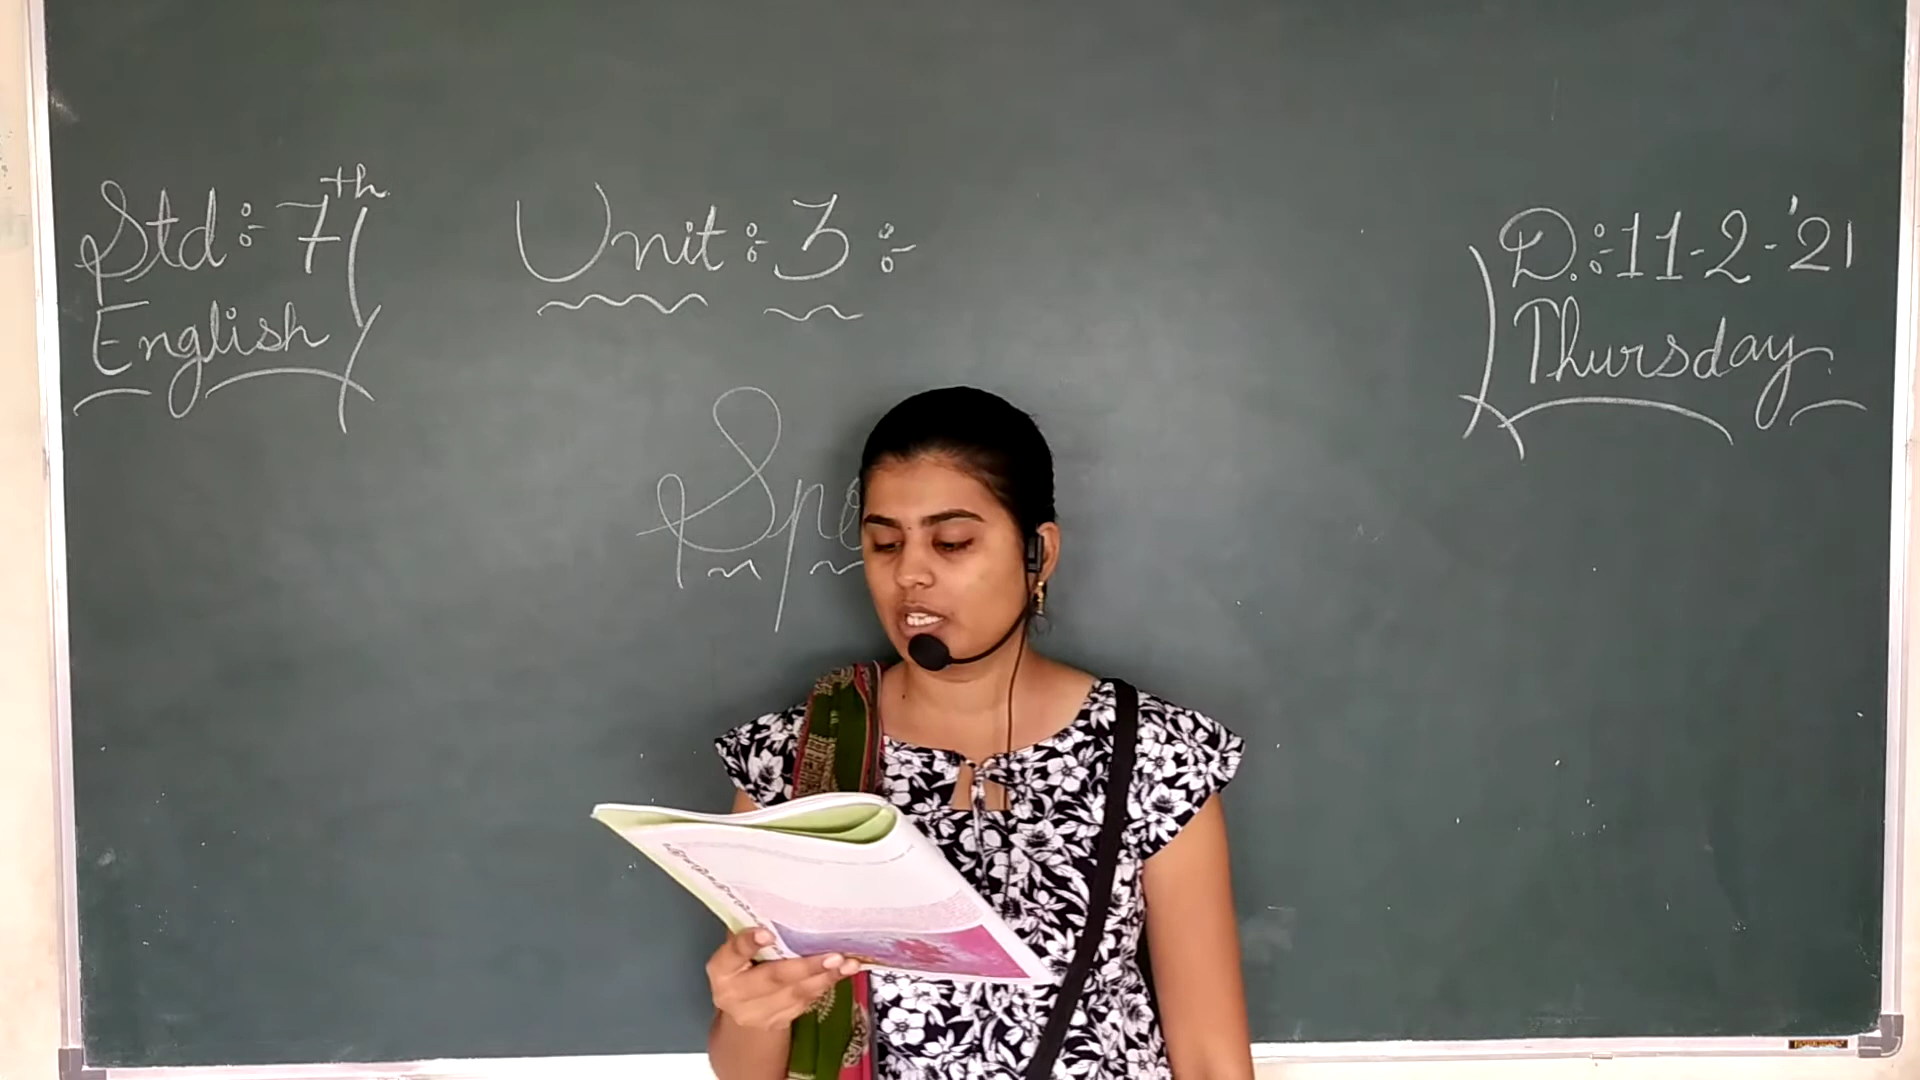 Std:- 7th
English
Unit:- 3:-
D.:-11-2-'21
Thursday